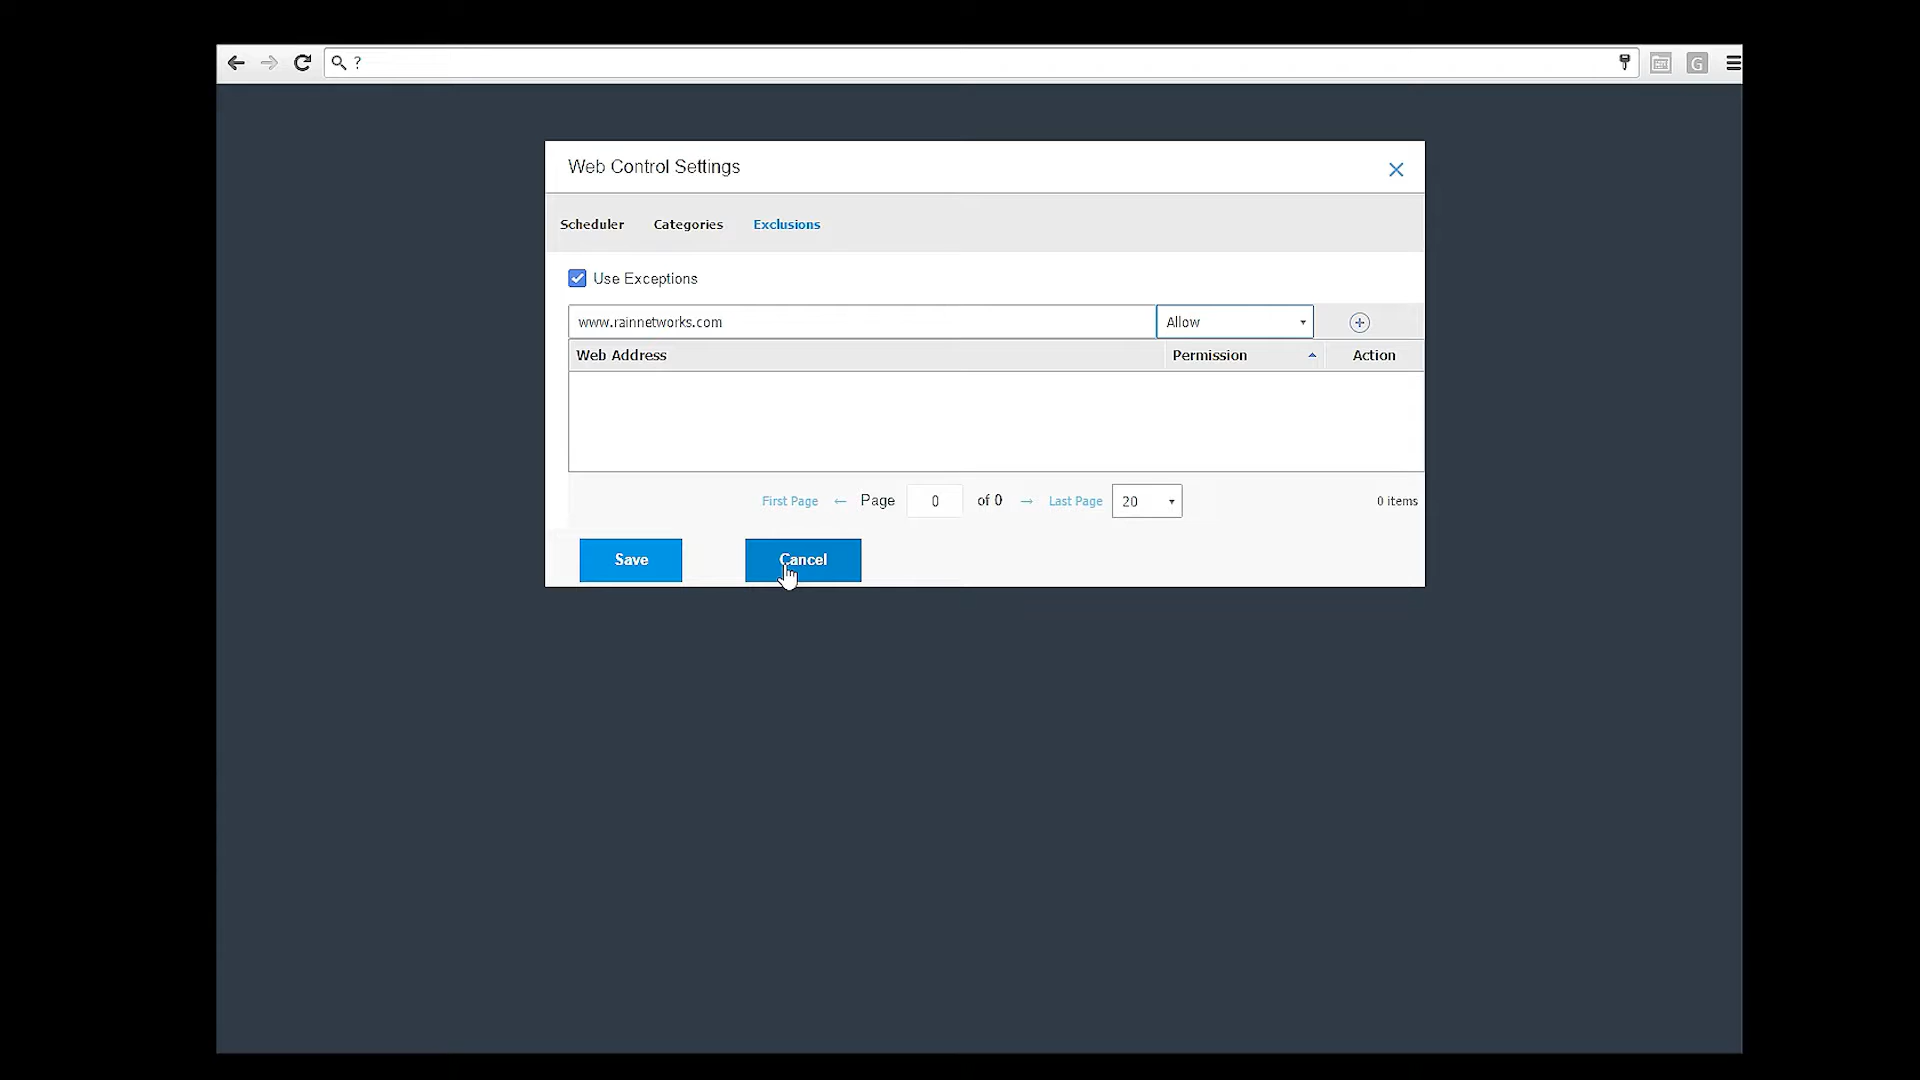 ?
G
Web Control Settings
Scheduler Categories Exclusions
Use Exceptions
www.rainnetworks.com Allow
Web Address Permission Action
First Page ← Page 0 of 0 → Last Page 20 0 items
Save Cancel